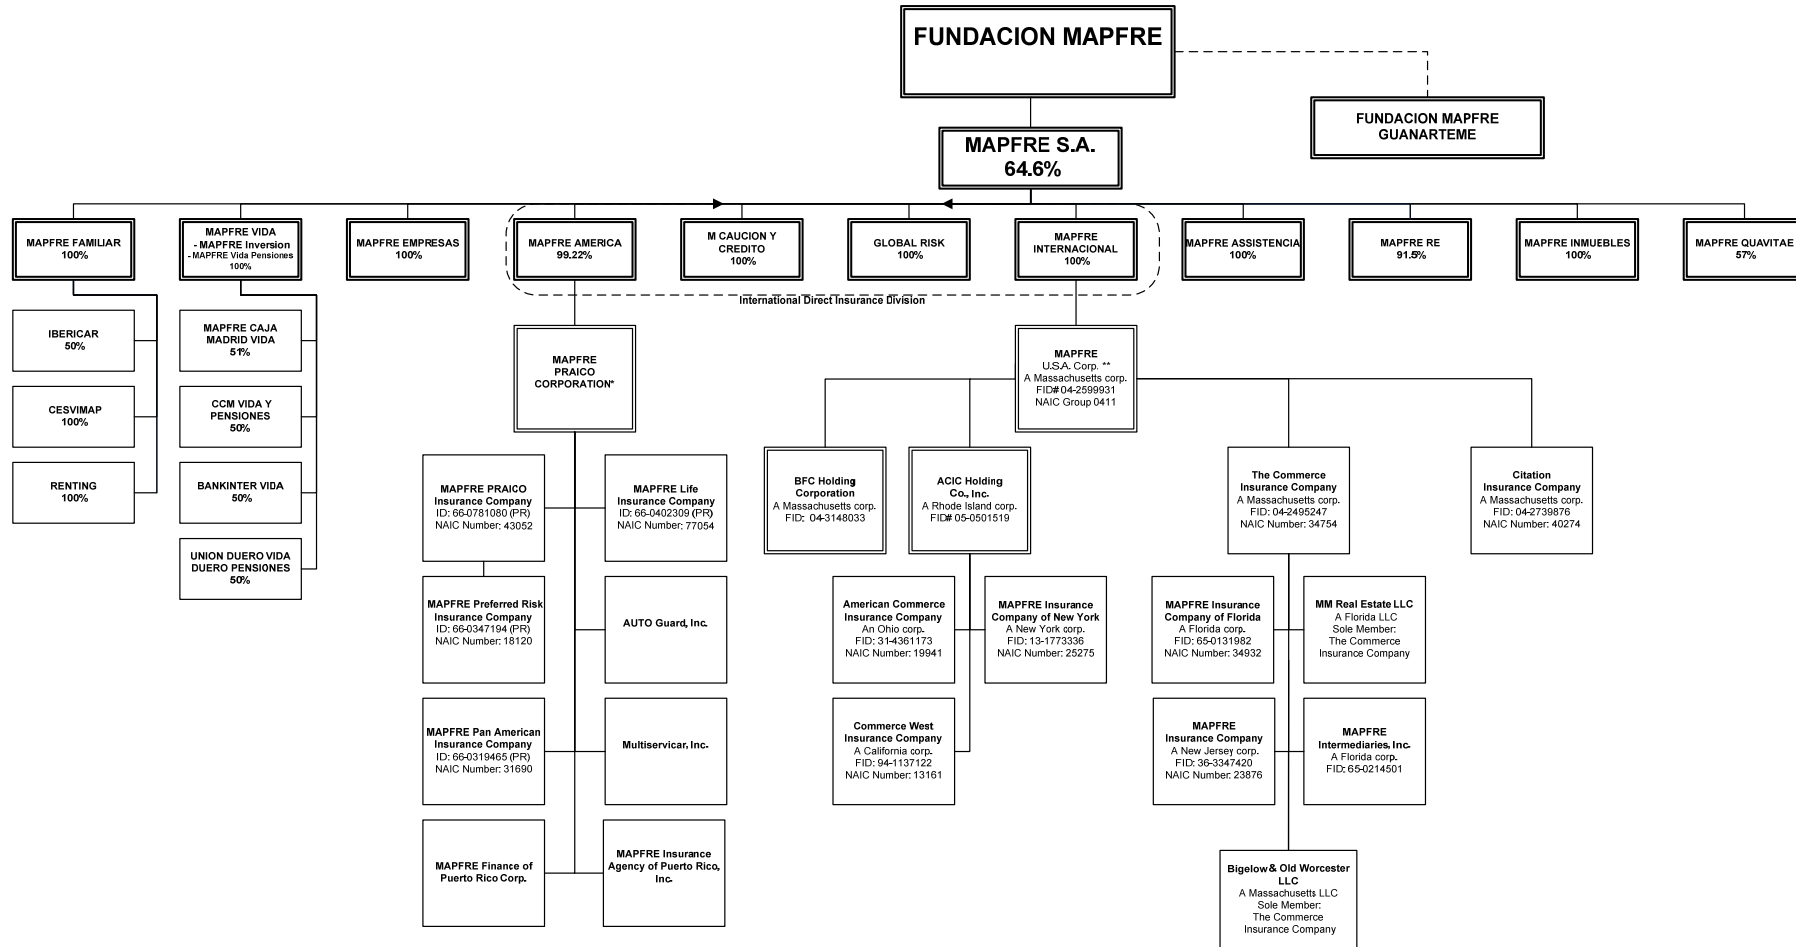 FUNDACION MAPFRE
FUNDACION MAPFRE
GUANARTEME
MAPFRE S.A.
64.6%
MAPFRE FAMILIAR
100%
MAPFRE VIDA
- MAPFRE Inversion
- MAPFRE Vida Pensiones
100%
MAPFRE EMPRESAS
100%
MAPFRE AMERICA
99.22%
M CAUCION Y
CREDITO
100%
GLOBAL RISK
100%
MAPFRE
INTERNACIONAL
100%
MAPFRE ASSISTENCIA
100%
MAPFRE RE
91.5%
MAPFRE INMUEBLES
100%
MAPFRE QUAVITAE
57%
International Direct Insurance Division
IBERICAR
50%
CESVIMAP
100%
RENTING
100%
MAPFRE CAJA
MADRID VIDA
51%
CCM VIDA Y
PENSIONES
50%
BANKINTER VIDA
50%
UNION DUERO VIDA
DUERO PENSIONES
50%
MAPFRE
PRAICO
CORPORATION*
MAPFRE
U.S.A. Corp. **
A Massachusetts corp.
FID# 04-2599931
NAIC Group 0411
MAPFRE PRAICO
Insurance Company
ID: 66-0781080 (PR)
NAIC Number: 43052
MAPFRE Life
Insurance Company
ID: 66-0402309 (PR)
NAIC Number: 77054
MAPFRE Preferred Risk
Insurance Company
ID: 66-0347194 (PR)
NAIC Number: 18120
AUTO Guard, Inc.
MAPFRE Pan American
Insurance Company
ID: 66-0319465 (PR)
NAIC Number: 31690
Multiservicar, Inc.
MAPFRE Finance of
Puerto Rico Corp.
MAPFRE Insurance
Agency of Puerto Rico,
Inc.
BFC Holding
Corporation
A Massachusetts corp.
FID: 04-3148033
ACIC Holding
Co., Inc.
A Rhode Island corp.
FID# 05-0501519
The Commerce
Insurance Company
A Massachusetts corp.
FID: 04-2495247
NAIC Number: 34754
Citation
Insurance Company
A Massachusetts corp.
FID: 04-2739876
NAIC Number: 40274
American Commerce
Insurance Company
An Ohio corp.
FID: 31-4361173
NAIC Number: 19941
MAPFRE Insurance
Company of New York
A New York corp.
FID: 13-1773336
NAIC Number: 25275
Commerce West
Insurance Company
A California corp.
FID: 94-1137122
NAIC Number: 13161
MAPFRE Insurance
Company of Florida
A Florida corp.
FID: 65-0131982
NAIC Number: 34932
MM Real Estate LLC
A Florida LLC
Sole Member:
The Commerce
Insurance Company
MAPFRE
Insurance Company
A New Jersey corp.
FID: 36-3347420
NAIC Number: 23876
MAPFRE
Intermediaries, Inc.
A Florida corp.
FID: 65-0214501
Bigelow & Old Worcester
LLC
A Massachusetts LLC
Sole Member:
The Commerce
Insurance Company